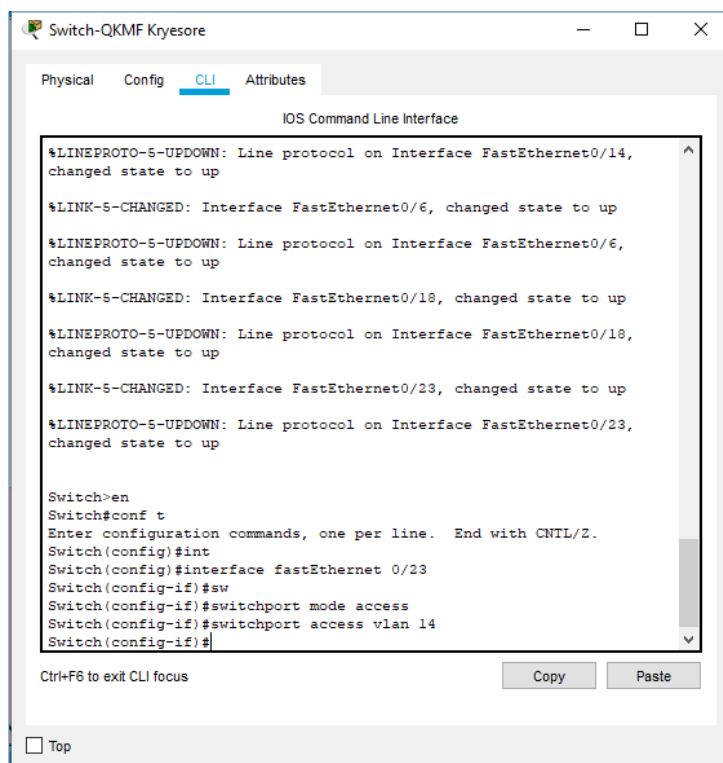 Switch-QKMF Kryesore
Physical Config CLI Attributes
IOS Command Line Interface
%LINEPROTO-5-UPDOWN: Line protocol on Interface FastEthernet0/14,
changed state to up
%LINK-5-CHANGED: Interface FastEthernet0/6, changed state to up
%LINEPROTO-5-UPDOWN: Line protocol on Interface FastEthernet0/6,
changed state to up
%LINK-5-CHANGED: Interface FastEthernet0/18, changed state to up
%LINEPROTO-5-UPDOWN: Line protocol on Interface FastEthernet0/18,
changed state to up
%LINK-5-CHANGED: Interface FastEthernet0/23, changed state to up
%LINEPROTO-5-UPDOWN: Line protocol on Interface FastEthernet0/23,
changed state to up
Switch>en
Switch#conf t
Enter configuration commands, one per line.  End with CNTL/Z.
Switch(config)#int
Switch(config)#interface fastEthernet 0/23
Switch(config-if)#sw
Switch(config-if)#switchport mode access
Switch(config-if)#switchport access vlan 14
Switch(config-if)#
Ctrl+F6 to exit CLI focus
Copy Paste
Top